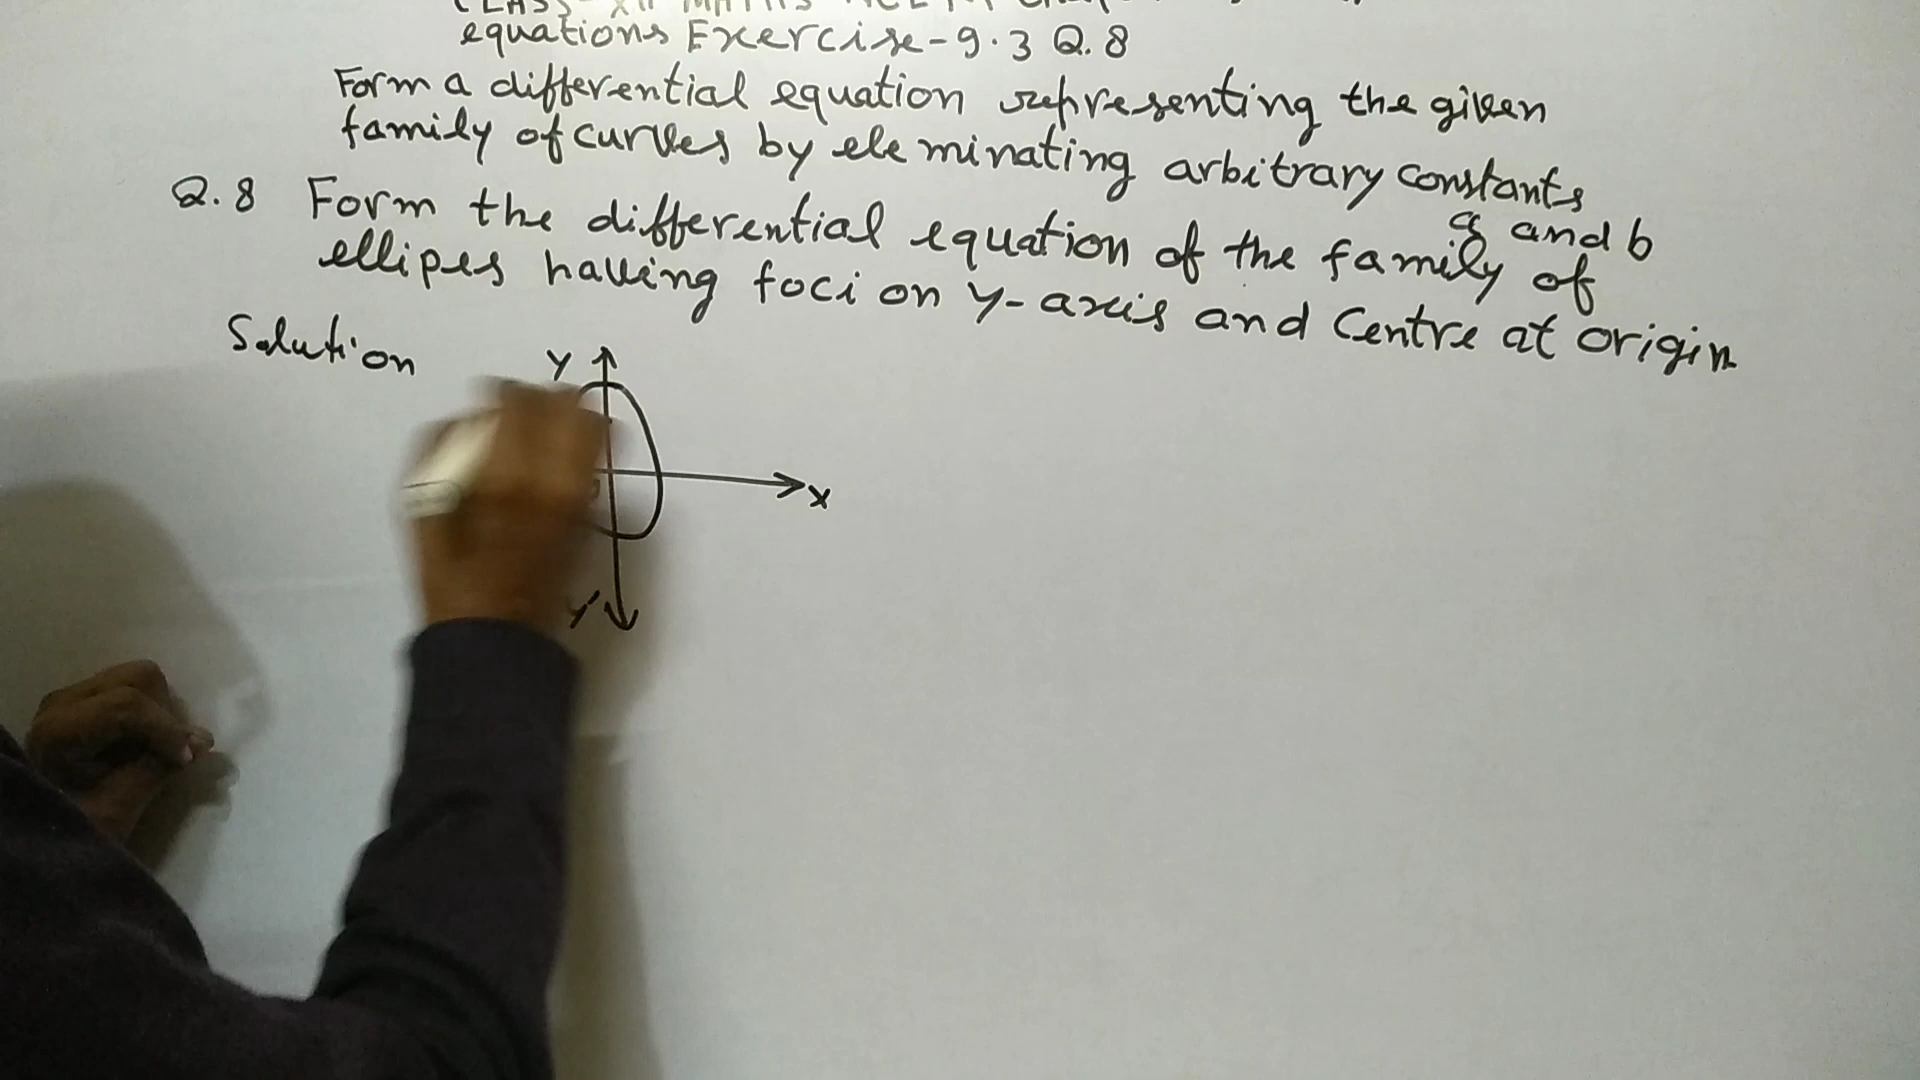 equations Exercise-9.3 Q.8
Form a differential equation representing the given
family of curves by eleminating arbitrary constants
a and b
Q.8 Form the differential equation of the family of
ellipes having foci on y-axis and Centre at origin
Solution
Y
X
Y'